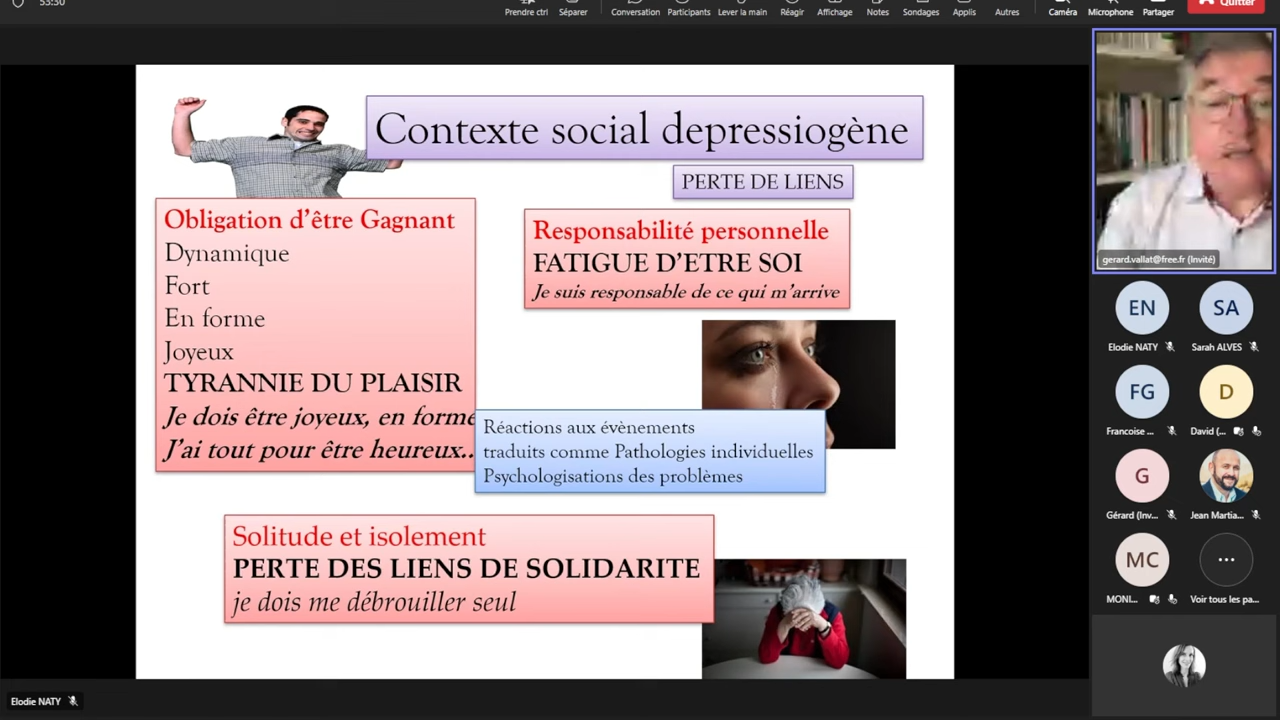 53:30
Prendre ctrl
Séparer
Conversation
Participants
Lever la main
Réagir
Affichage
Notes
Sondages
Applis
Autres
Caméra
Microphone
Partager
Quitter
Contexte social depressiogène
PERTE DE LIENS
Obligation d'être Gagnant
Dynamique
Fort
En forme
Joyeux
TYRANNIE DU PLAISIR
Je dois être joyeux, en forme
J'ai tout pour être heureux..
Responsabilité personnelle
FATIGUE D'ETRE SOI
Je suis responsable de ce qui m'arrive
Réactions aux évènements
traduits comme Pathologies individuelles
Psychologisations des problèmes
Solitude et isolement
PERTE DES LIENS DE SOLIDARITE
je dois me débrouiller seul
gerard.vallat@free.fr (Invité)
EN
SA
Elodie NATY
Sarah ALVES
FG
D
Francoise ...
David (...
G
Gérard (Inv...
Jean Martia...
MC
...
MONI...
Voir tous les pa...
Elodie NATY